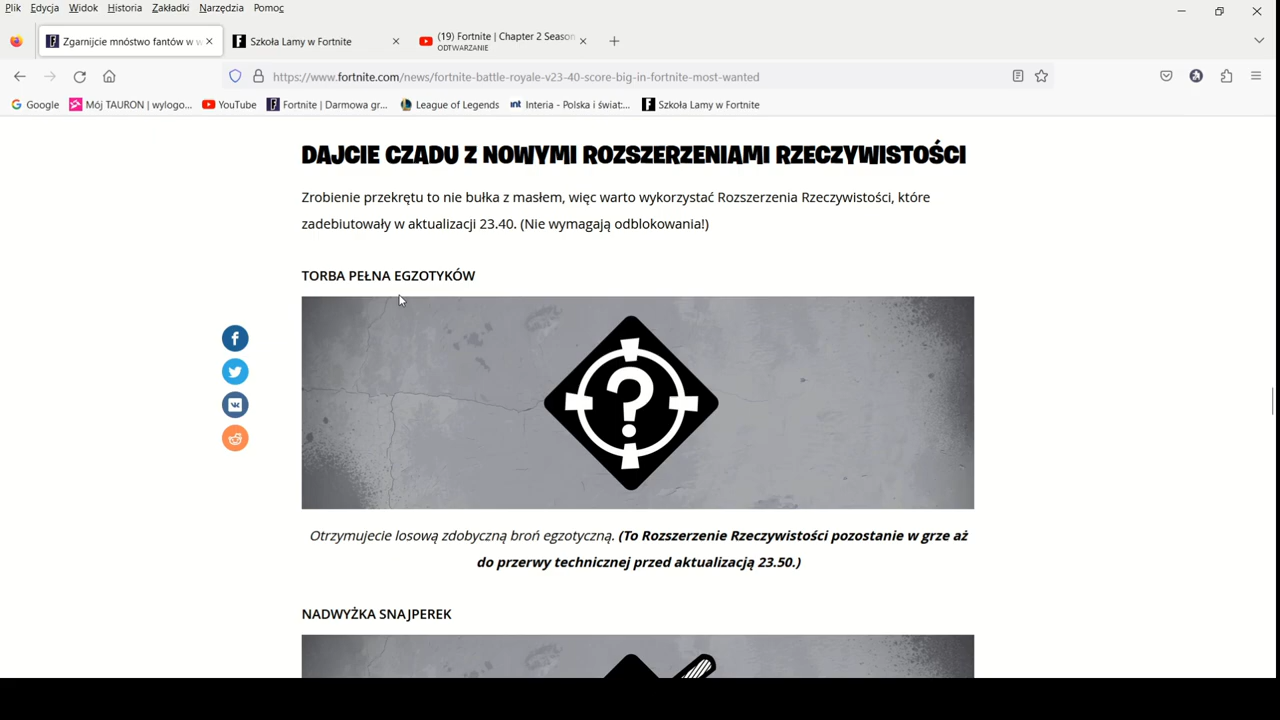 Plik Edycja Widok Historia Zakładki Narzędzia Pomoc
Zgarnijcie mnóstwo fantów w w
Szkoła Lamy w Fortnite
(19) Fortnite | Chapter 2 Season
ODTWARZANIE
https://www.fortnite.com/news/fortnite-battle-royale-v23-40-score-big-in-fortnite-most-wanted
Google Mój TAURON | wylogo... YouTube Fortnite | Darmowa gr... League of Legends int Interia - Polska i świat:... Szkoła Lamy w Fortnite
DAJCIE CZADU Z NOWYMI ROZSZERZENIAMI RZECZYWISTOŚCI
Zrobienie przekrętu to nie bułka z masłem, więc warto wykorzystać Rozszerzenia Rzeczywistości, które
zadebiutowały w aktualizacji 23.40. (Nie wymagają odblokowania!)
TORBA PEŁNA EGZOTYKÓW
?
Otrzymujecie losową zdobyczną broń egzotyczną. (To Rozszerzenie Rzeczywistości pozostanie w grze aż
do przerwy technicznej przed aktualizacją 23.50.)
NADWYŻKA SNAJPEREK